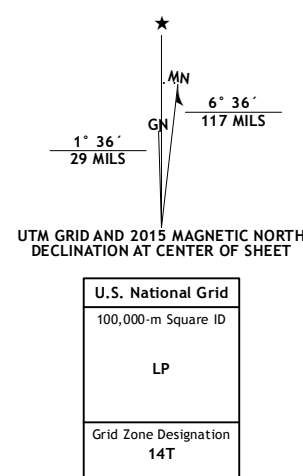 MN
GN
6° 36´
117 MILS
1° 36´
29 MILS
UTM GRID AND 2015 MAGNETIC NORTH
DECLINATION AT CENTER OF SHEET
U.S. National Grid
100,000-m Square ID
LP
Grid Zone Designation
14T